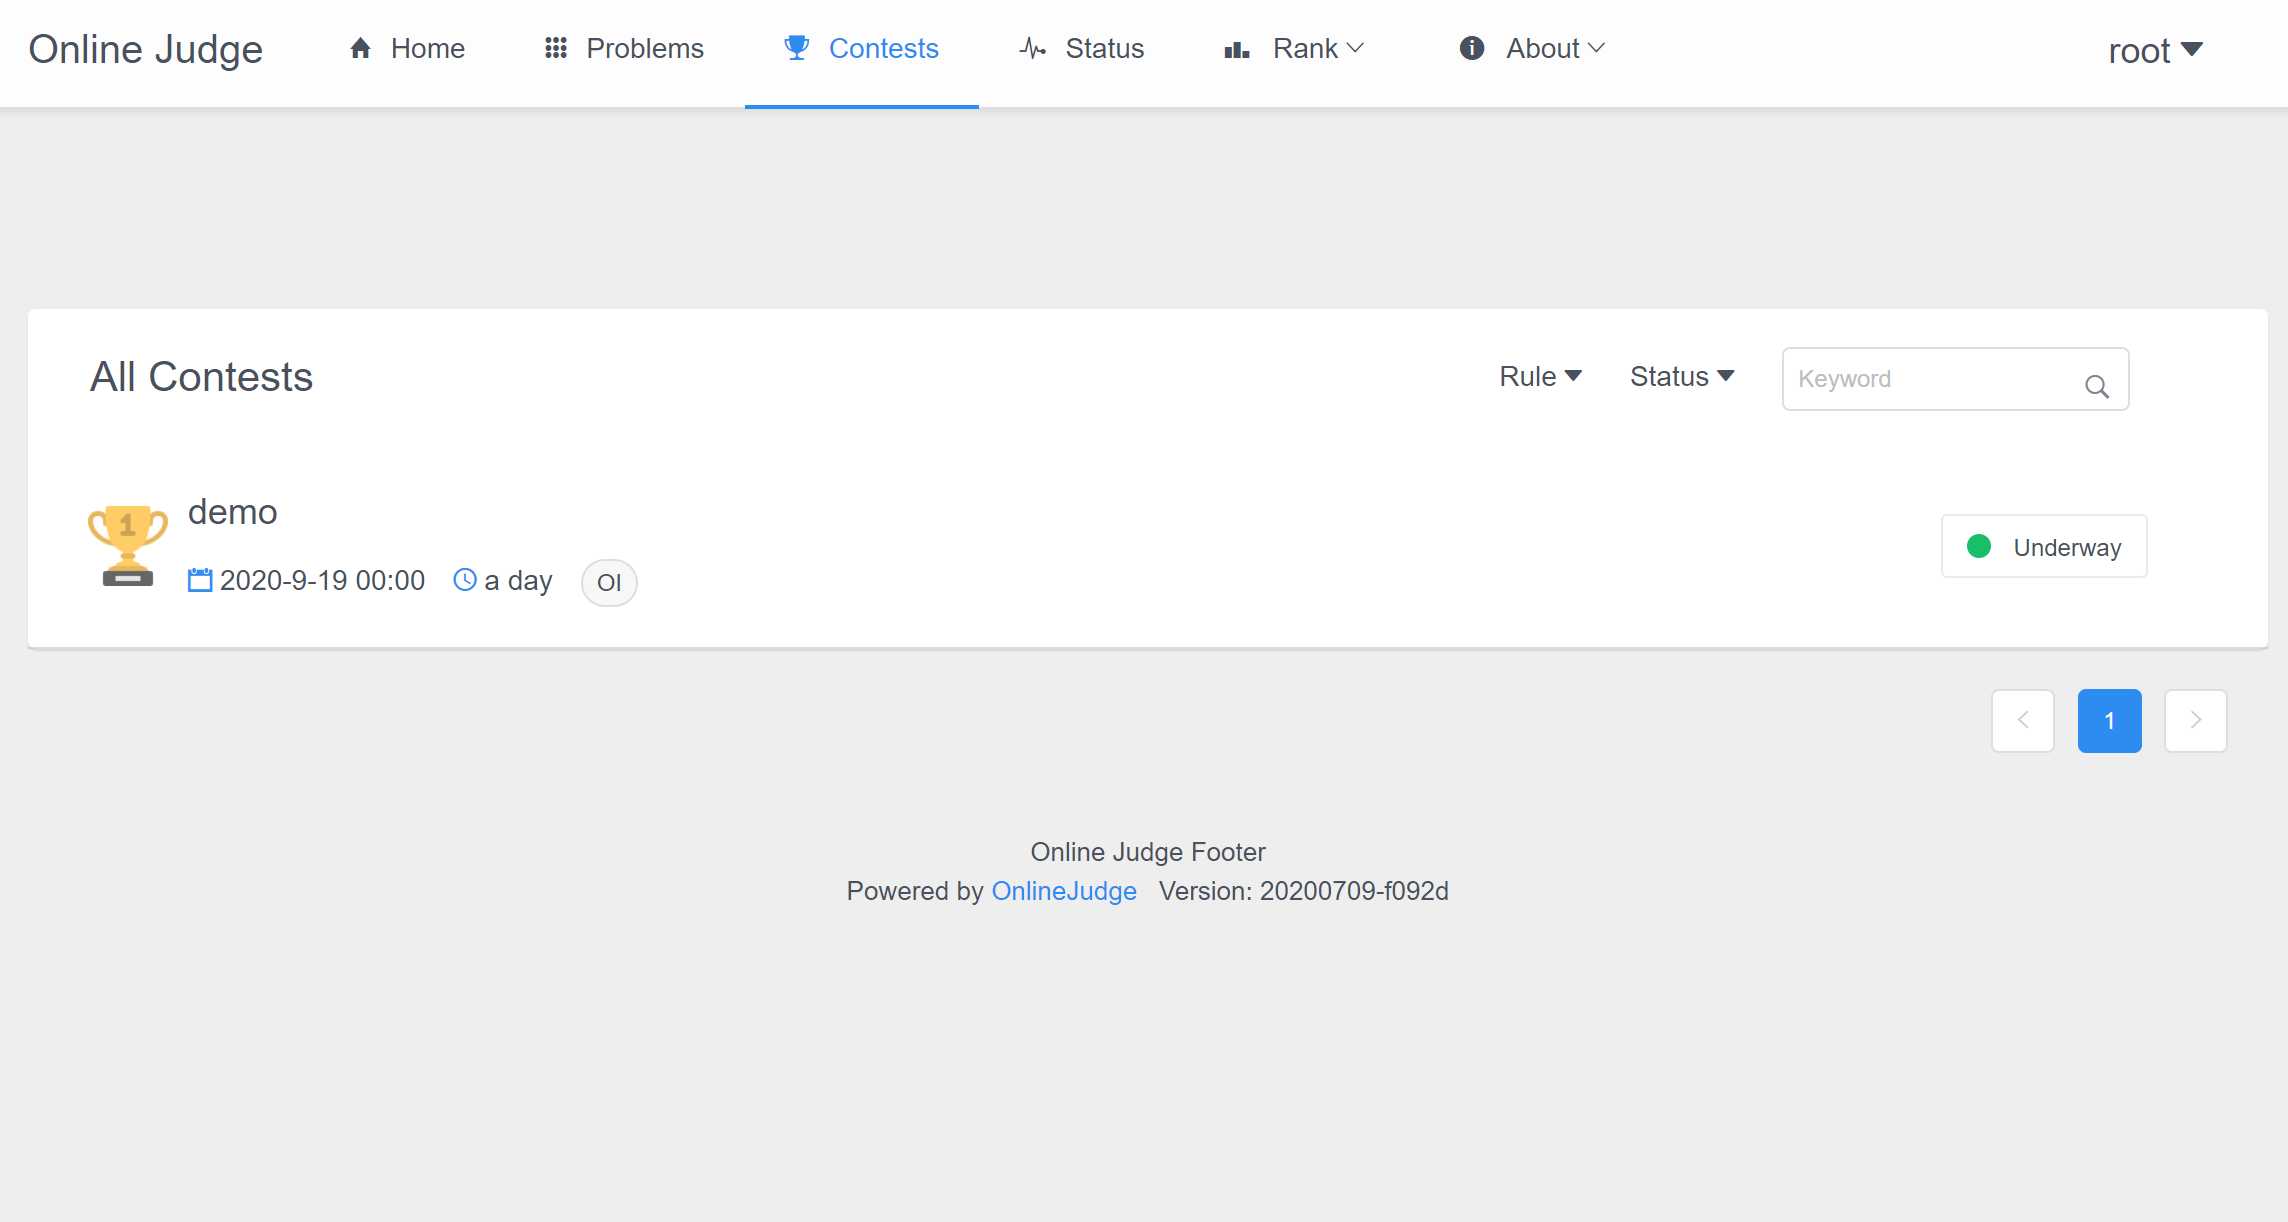 Online Judge Home Problems Contests Status Rank About root
All Contests Rule Status Keyword
demo
2020-9-19 00:00 a day OI Underway
1
Online Judge Footer
Powered by OnlineJudge Version: 20200709-f092d